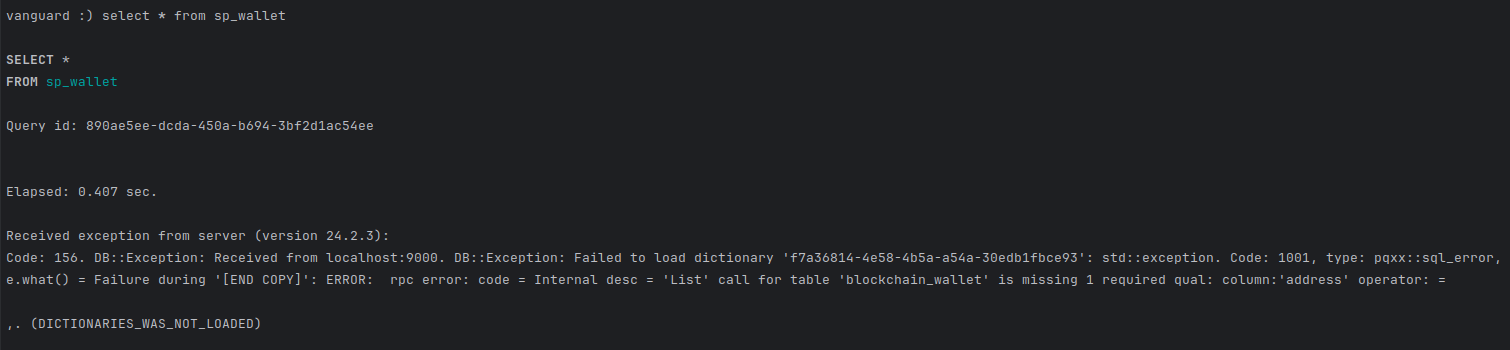 vanguard :) select * from sp_wallet
SELECT *
FROM sp_wallet
Query id: 890ae5ee-dcda-450a-b694-3bf2d1ac54ee
Elapsed: 0.407 sec.
Received exception from server (version 24.2.3):
Code: 156. DB::Exception: Received from localhost:9000. DB::Exception: Failed to load dictionary 'f7a36814-4e58-4b5a-a54a-30edb1fbce93': std::exception. Code: 1001, type: pqxx::sql_error,
e.what() = Failure during '[END COPY]': ERROR:  rpc error: code = Internal desc = 'List' call for table 'blockchain_wallet' is missing 1 required qual: column:'address' operator: =
,. (DICTIONARIES_WAS_NOT_LOADED)